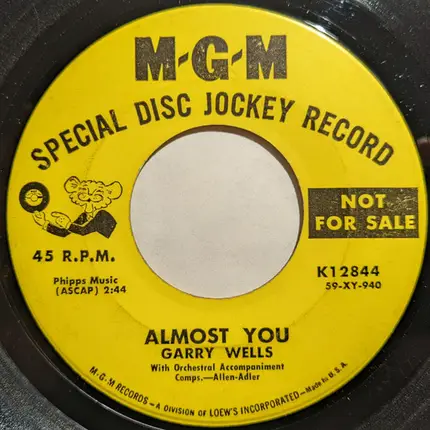 M-G-M
SPECIAL DISC JOCKEY RECORD
NOT
FOR SALE
45 R.P.M.
Phipps Music
(ASCAP) 2:44
K12844
59-XY-940
ALMOST YOU
GARRY WELLS
With Orchestral Accompaniment
Comps.—Allen-Adler
M-G-M RECORDS — A DIVISION OF LOEW'S INCORPORATED — Made in U.S.A.